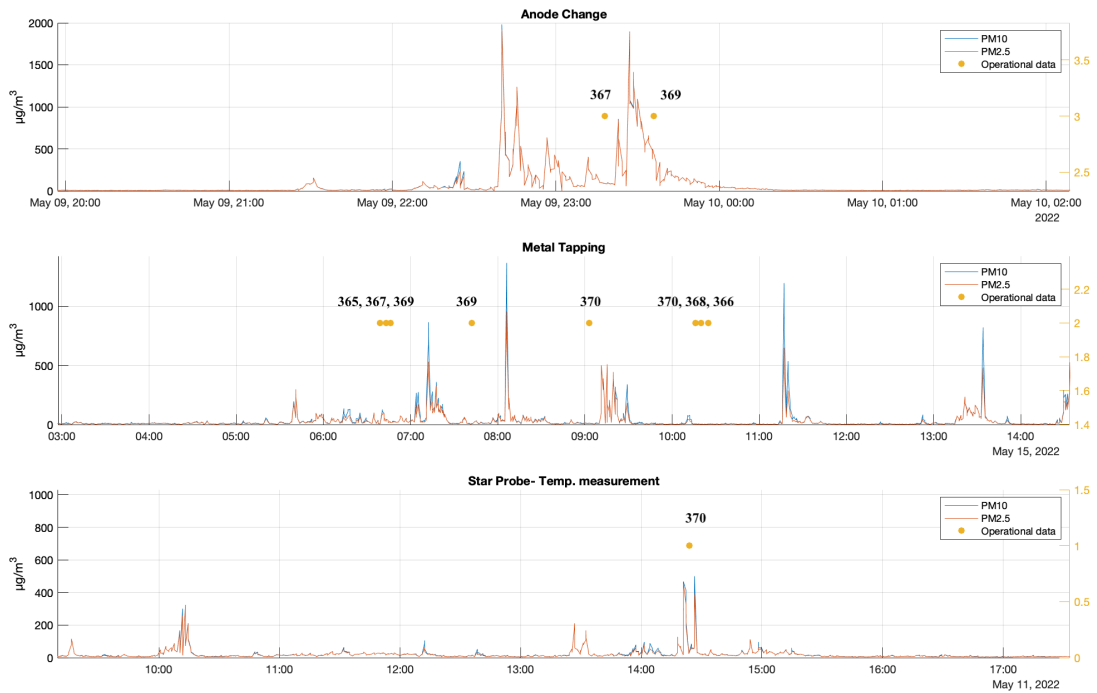 Anode Change
2000
1500
1000
500
0
µg/m³
3.5
3
2.5
PM10
PM2.5
Operational data
367
369
May 09, 20:00 May 09, 21:00 May 09, 22:00 May 09, 23:00 May 10, 00:00 May 10, 01:00 May 10, 02:00
2022
Metal Tapping
1000
500
0
µg/m³
2.2
2
1.8
1.6
1.4
PM10
PM2.5
Operational data
365, 367, 369
369
370
370, 368, 366
03:00 04:00 05:00 06:00 07:00 08:00 09:00 10:00 11:00 12:00 13:00 14:00
May 15, 2022
Star Probe- Temp. measurement
1000
800
600
400
200
0
µg/m³
1.5
1
0.5
0
PM10
PM2.5
Operational data
370
10:00 11:00 12:00 13:00 14:00 15:00 16:00 17:00
May 11, 2022